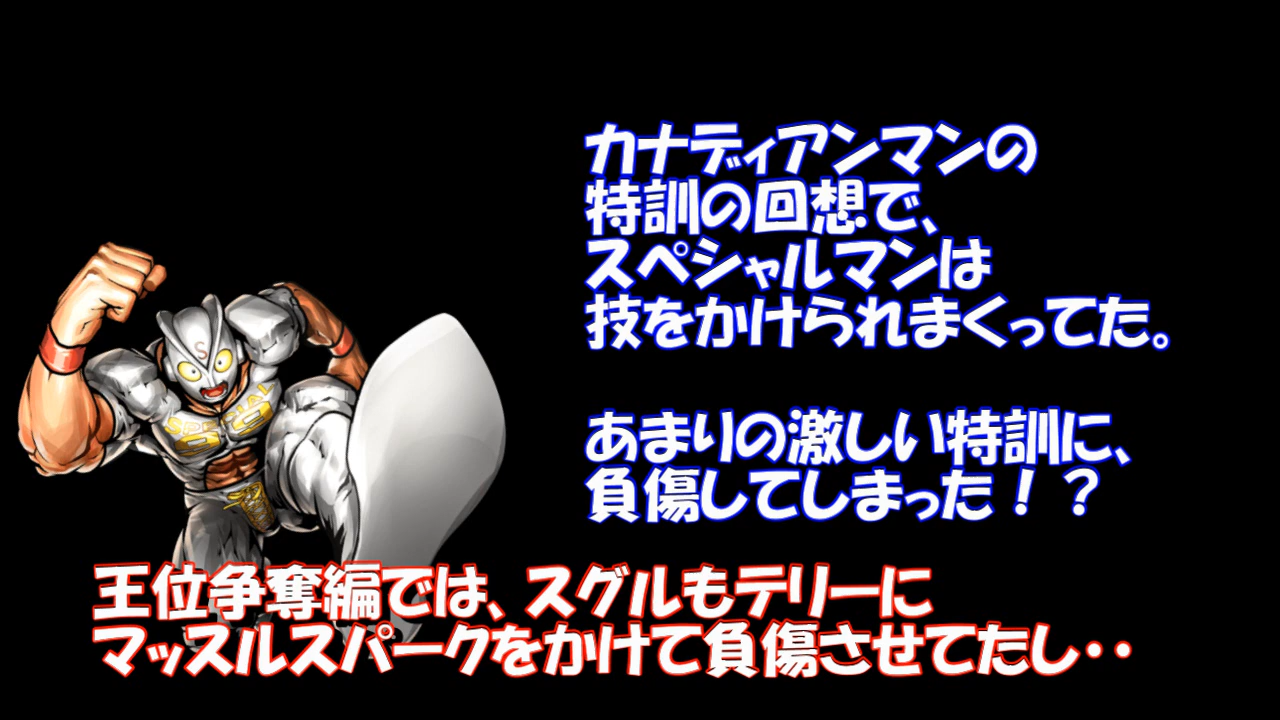 カナディアンマンの
特訓の回想で、
スペシャルマンは
技をかけられまくってた。
あまりの激しい特訓に、
負傷してしまった！？
S
SPECIAL
王位争奪編では、スグルもテリーに
マッスルスパークをかけて負傷させてたし・・